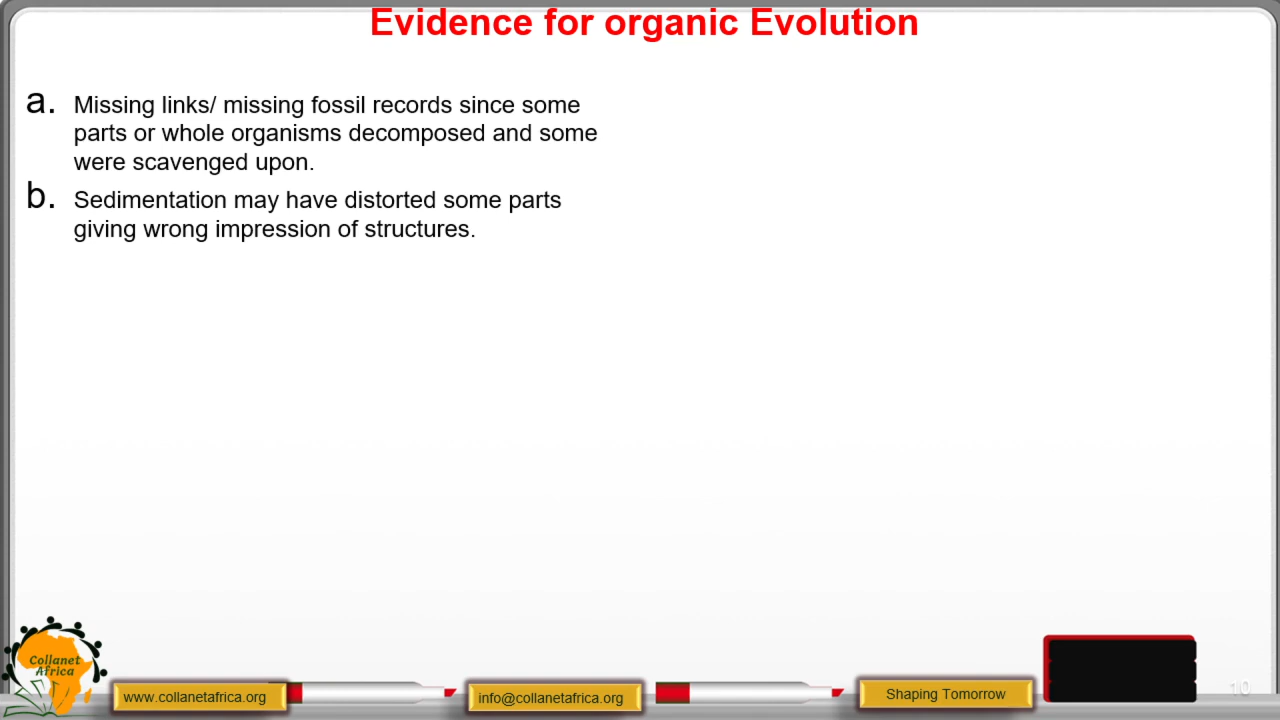 Evidence for organic Evolution
a. Missing links/ missing fossil records since some
parts or whole organisms decomposed and some
were scavenged upon.
b. Sedimentation may have distorted some parts
giving wrong impression of structures.
Collanet
Africa
www.collanetafrica.org
info@collanetafrica.org
Shaping Tomorrow
10